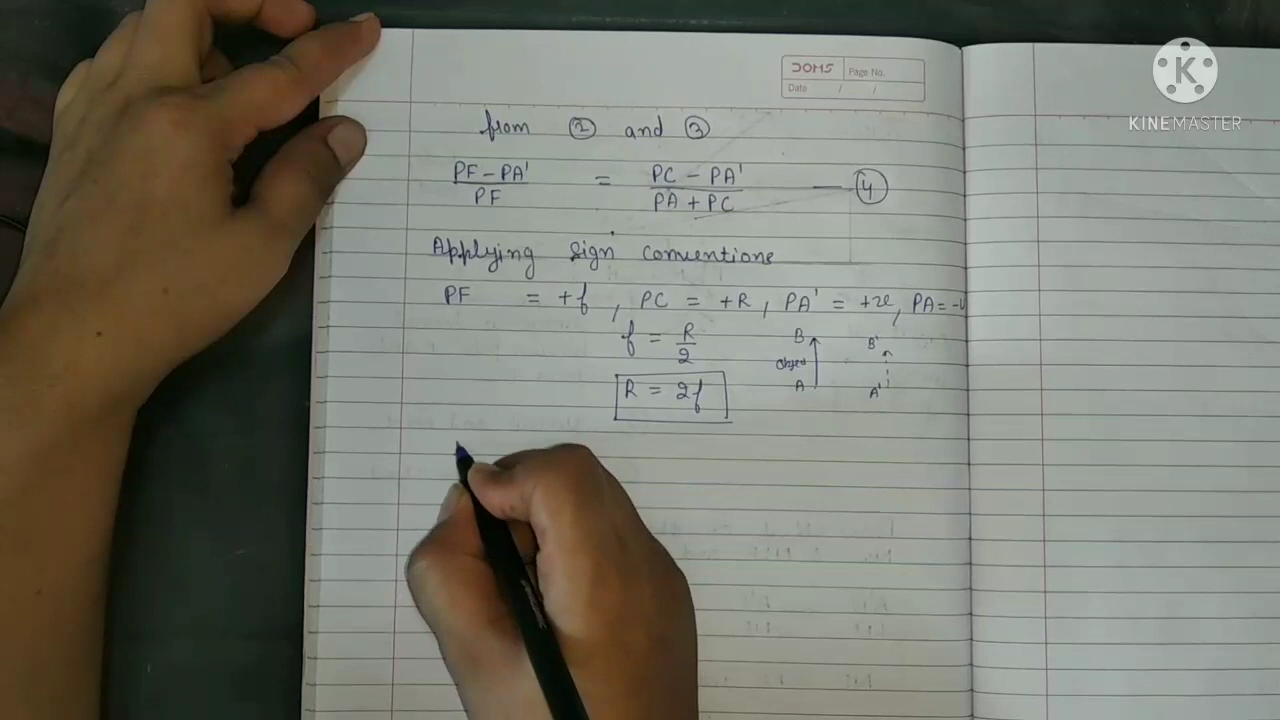 DOMS Page No.
Date / /
K
KINEMASTER
from ② and ③
PF - PA' / PF = PC - PA' / PA + PC — ④
Applying sign conventions
PF = +f , PC = +R , PA' = +ve , PA = -u
f = R/2
R = 2f
B B'
Object
A A'